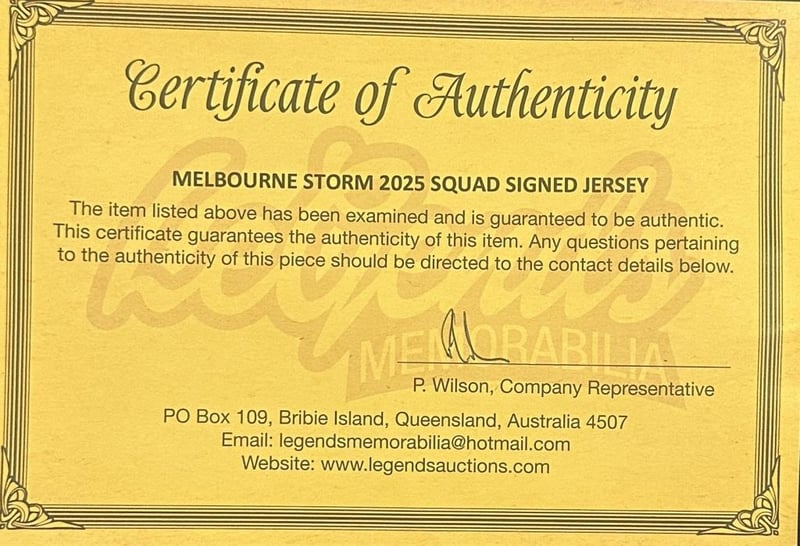 Certificate of Authenticity
MELBOURNE STORM 2025 SQUAD SIGNED JERSEY
The item listed above has been examined and is guaranteed to be authentic.
This certificate guarantees the authenticity of this item. Any questions pertaining
to the authenticity of this piece should be directed to the contact details below.
Legends
MEMORABILIA
P. Wilson, Company Representative
PO Box 109, Bribie Island, Queensland, Australia 4507
Email: legendsmemorabilia@hotmail.com
Website: www.legendsauctions.com